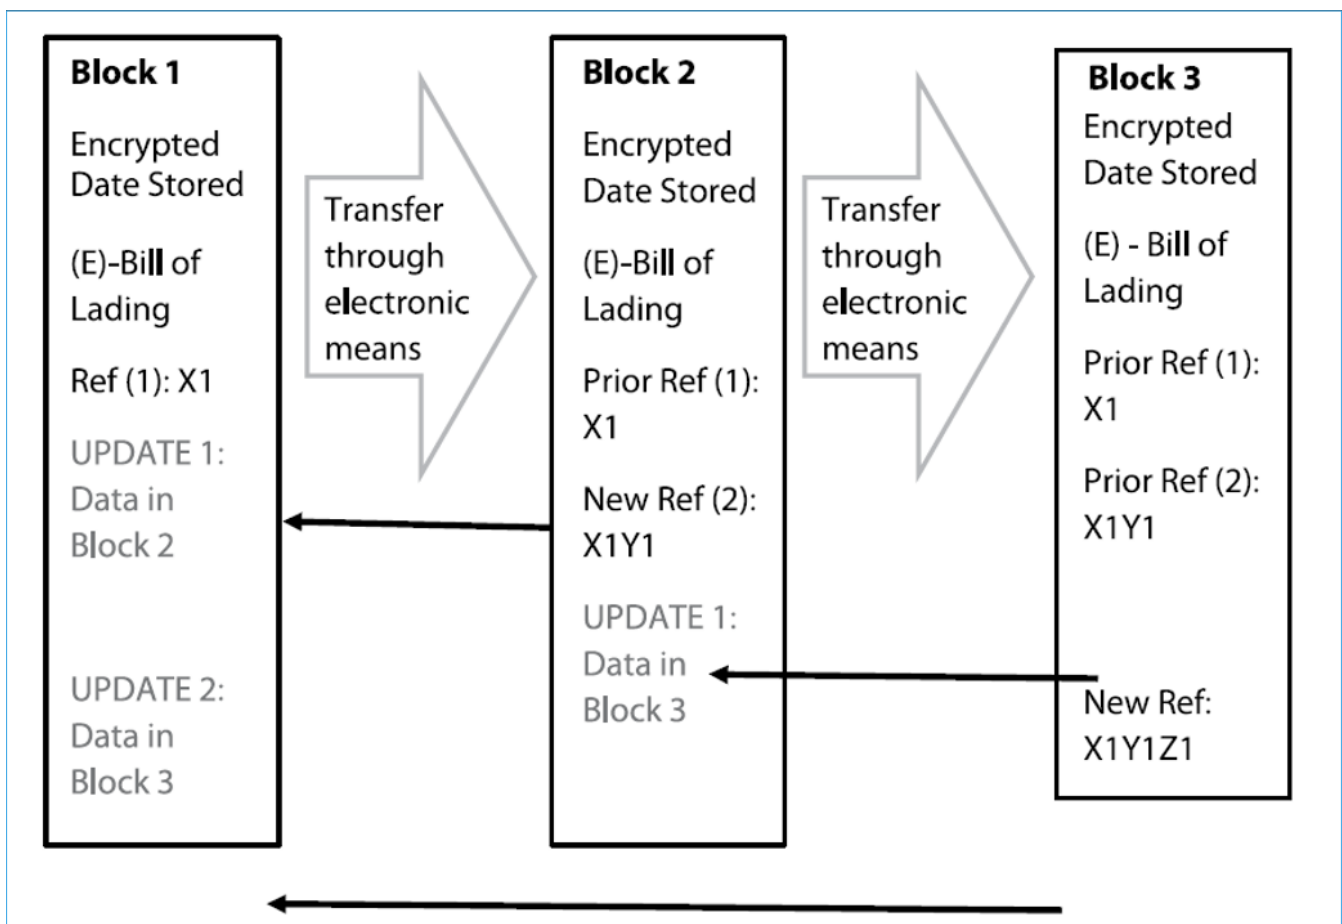 Block 1
Encrypted
Date Stored
(E)-Bill of
Lading
Ref (1): X1
UPDATE 1:
Data in
Block 2
UPDATE 2:
Data in
Block 3
Transfer
through
electronic
means
Block 2
Encrypted
Date Stored
(E)-Bill of
Lading
Prior Ref (1):
X1
New Ref (2):
X1Y1
UPDATE 1:
Data in
Block 3
Transfer
through
electronic
means
Block 3
Encrypted
Date Stored
(E) - Bill of
Lading
Prior Ref (1):
X1
Prior Ref (2):
X1Y1
New Ref:
X1Y1Z1